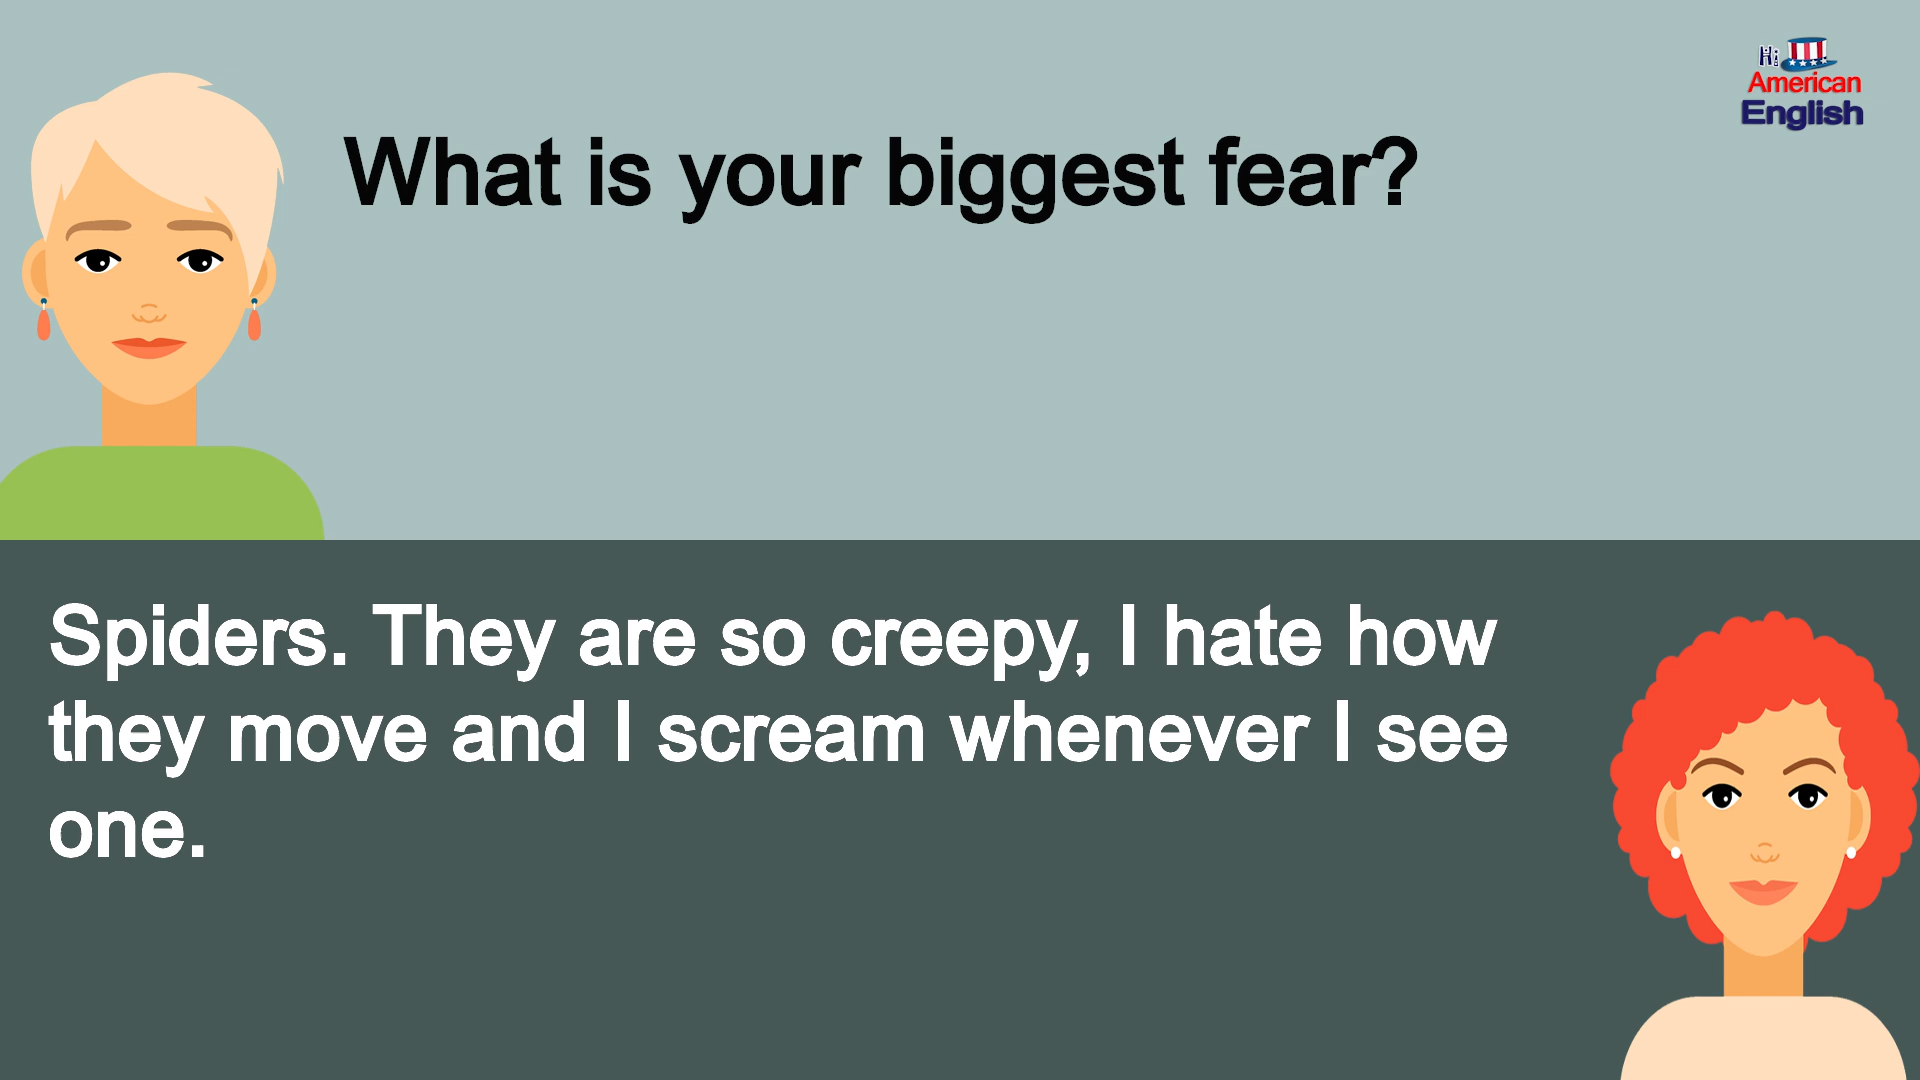 Hi
American
English
What is your biggest fear?
Spiders. They are so creepy, I hate how
they move and I scream whenever I see
one.